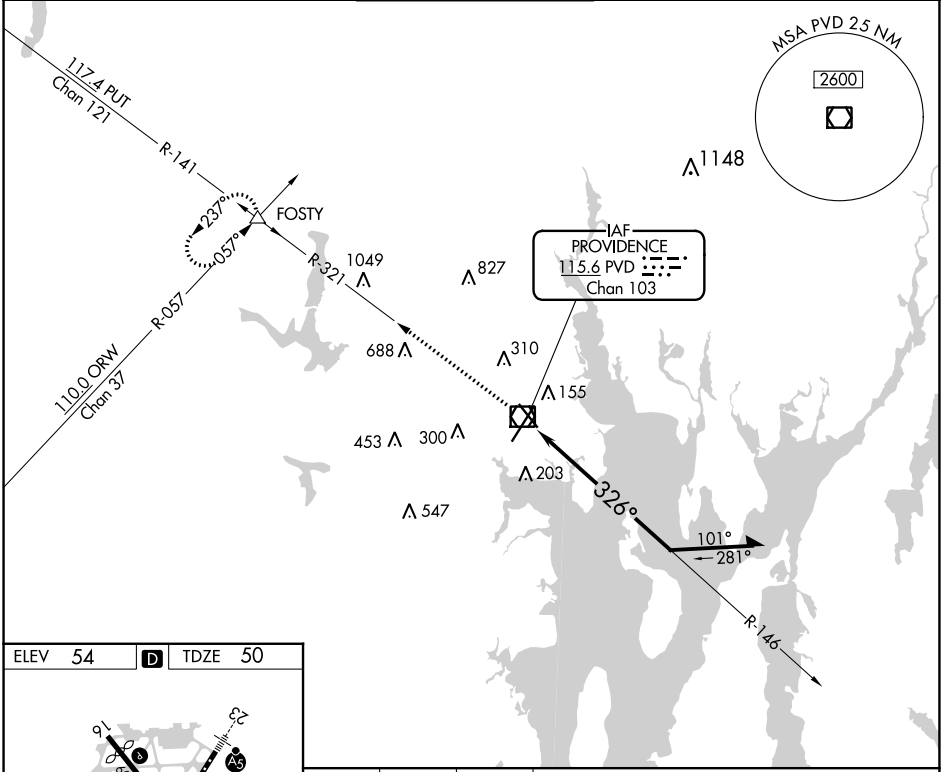 MSA PVD 25 NM
2600
117.4 PUT
Chan 121
R-141
1148
237°
FOSTY
057°
R-321
IAF
PROVIDENCE
115.6 PVD
Chan 103
1049
827
R-057
688
310
110.0 ORW
Chan 37
155
453
300
203
326°
547
101°
281°
R-146
ELEV 54
D
TDZE 50
16
23
A5